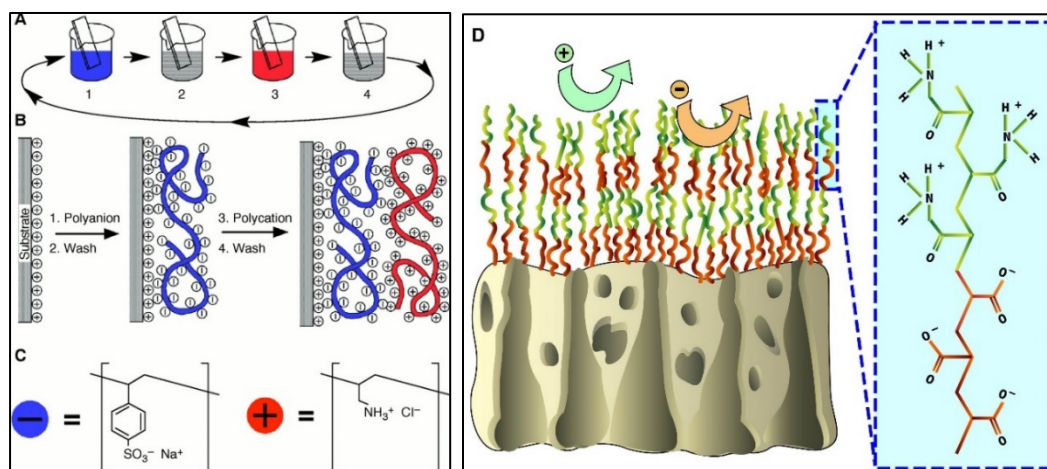 A
1
2
3
4
B
Substrate
1. Polyanion
2. Wash
3. Polycation
4. Wash
C
− =
SO₃⁻ Na⁺
+ =
NH₃⁺ Cl⁻
D
+
−
H H⁺
N
H
O
H⁺ H
N
H
O
H H⁺
N
H
O
O⁻
O
O⁻
O
O⁻
O